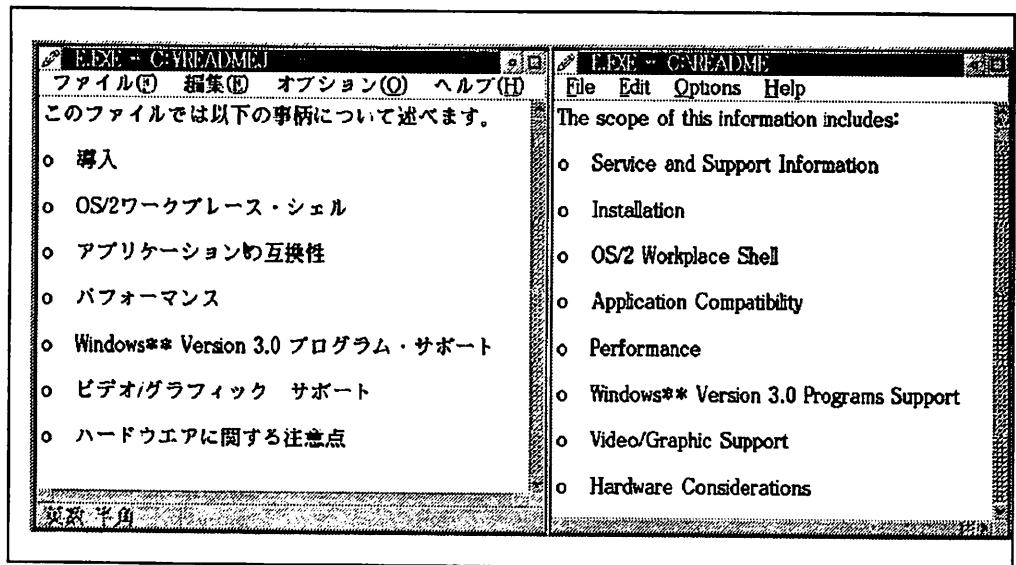 E.EXE - C:¥README.J
ファイル(F) 編集(E) オプション(O) ヘルプ(H)
このファイルでは以下の事柄について述べます。
o 導入
o OS/2ワークプレース・シェル
o アプリケーションの互換性
o パフォーマンス
o Windows** Version 3.0 プログラム・サポート
o ビデオ/グラフィック サポート
o ハードウエアに関する注意点
英数 半角
E.EXE - C:\README
File Edit Options Help
The scope of this information includes:
o Service and Support Information
o Installation
o OS/2 Workplace Shell
o Application Compatibility
o Performance
o Windows** Version 3.0 Programs Support
o Video/Graphic Support
o Hardware Considerations